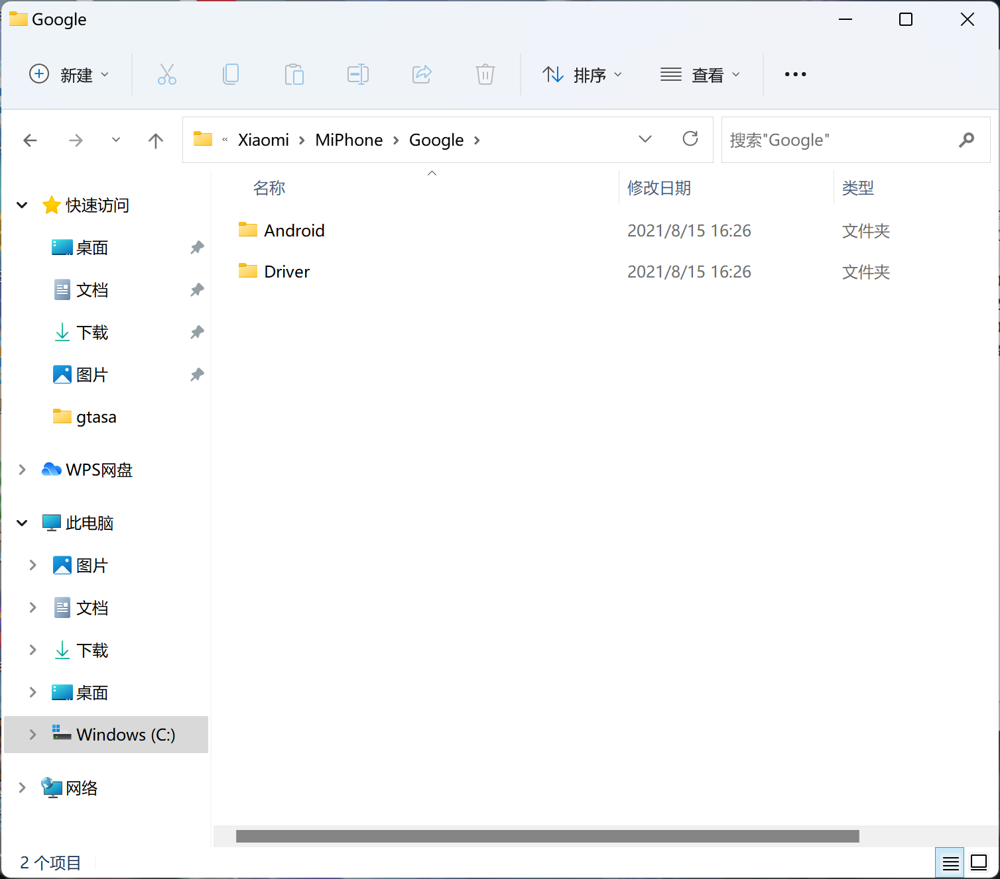 Google
新建
排序
查看
« Xiaomi › MiPhone › Google ›
搜索"Google"
名称 修改日期 类型
Android 2021/8/15 16:26 文件夹
Driver 2021/8/15 16:26 文件夹
快速访问
桌面
文档
下载
图片
gtasa
WPS网盘
此电脑
图片
文档
下载
桌面
Windows (C:)
网络
2 个项目